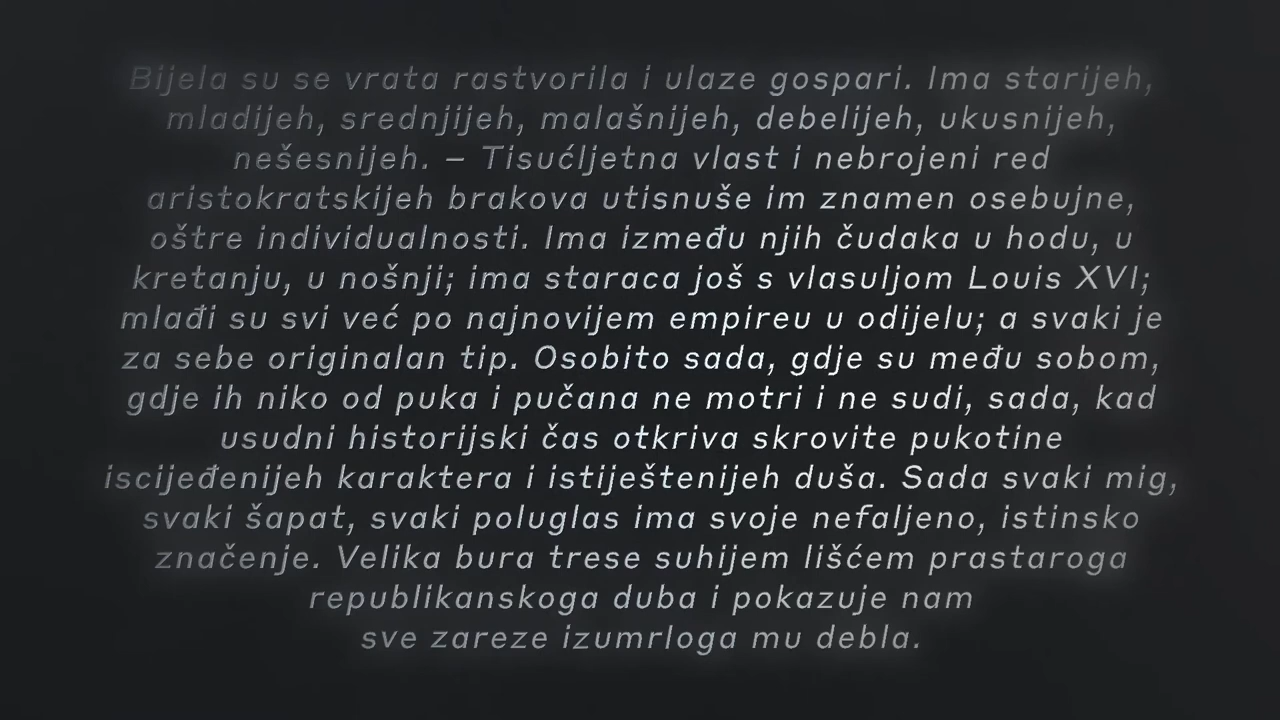 Bijela su se vrata rastvorila i ulaze gospari. Ima starijeh,
mladijeh, srednjijeh, malašnijeh, debelijeh, ukusnijeh,
nešesnijeh. – Tisućljetna vlast i nebrojeni red
aristokratskijeh brakova utisnuše im znamen osebujne,
oštre individualnosti. Ima između njih čudaka u hodu, u
kretanju, u nošnji; ima staraca još s vlasuljom Louis XVI;
mlađi su svi već po najnovijem empireu u odijelu; a svaki je
za sebe originalan tip. Osobito sada, gdje su među sobom,
gdje ih niko od puka i pučana ne motri i ne sudi, sada, kad
usudni historijski čas otkriva skrovite pukotine
iscijeđenijeh karaktera i istiještenijeh duša. Sada svaki mig,
svaki šapat, svaki poluglas ima svoje nefaljeno, istinsko
značenje. Velika bura trese suhijem lišćem prastaroga
republikanskoga duba i pokazuje nam
sve zareze izumrloga mu debla.